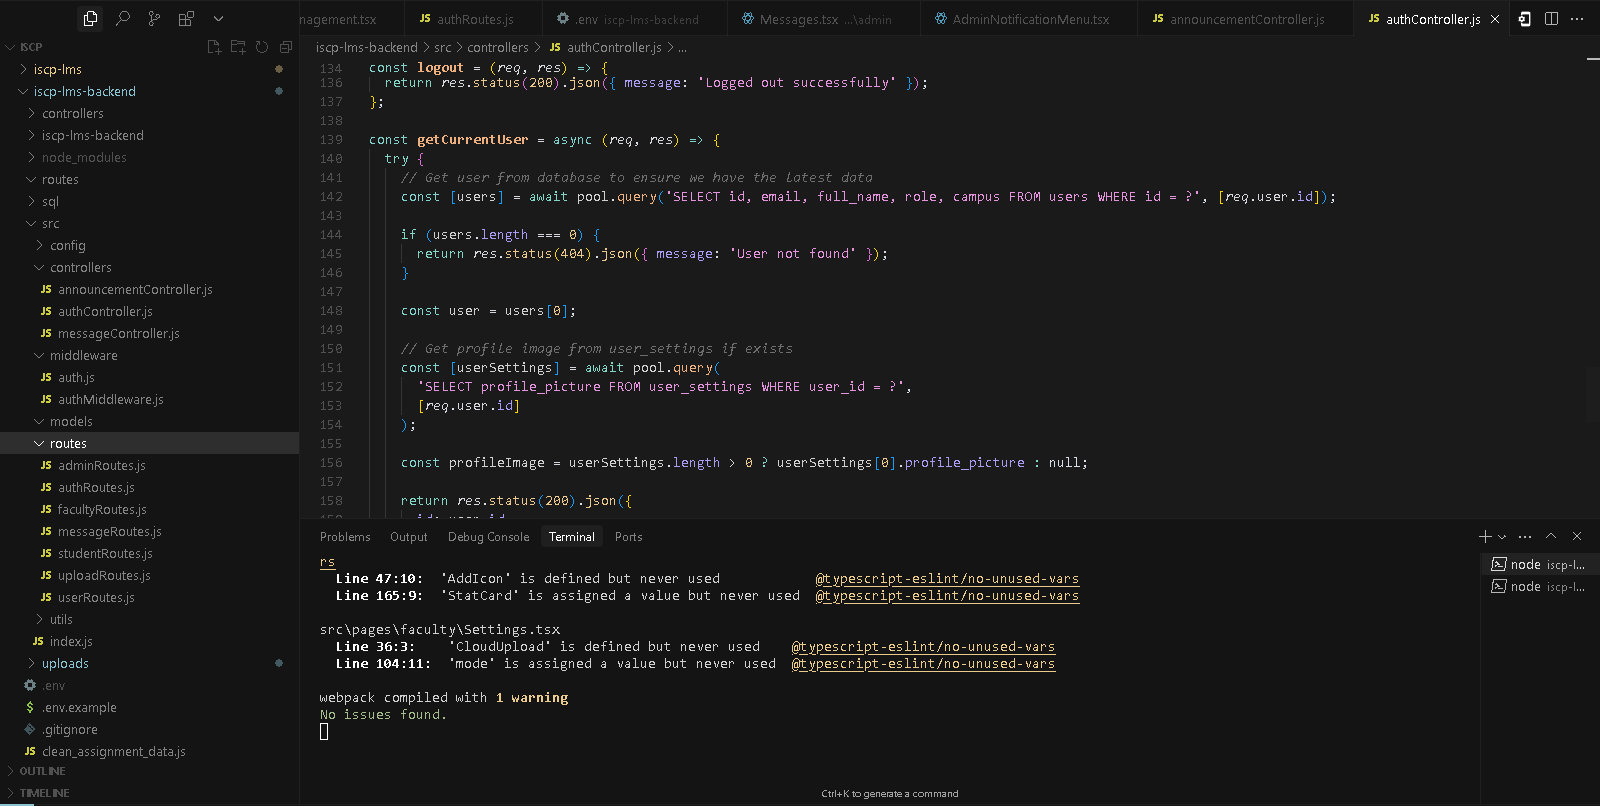 nagement.tsx
JS authRoutes.js
.env iscp-lms-backend
Messages.tsx ...\admin
AdminNotificationMenu.tsx
JS announcementController.js
JS authController.js
ISCP
iscp-lms
iscp-lms-backend
controllers
iscp-lms-backend
node_modules
routes
sql
src
config
controllers
JS announcementController.js
JS authController.js
JS messageController.js
middleware
JS auth.js
JS authMiddleware.js
models
routes
JS adminRoutes.js
JS authRoutes.js
JS facultyRoutes.js
JS messageRoutes.js
JS studentRoutes.js
JS uploadRoutes.js
JS userRoutes.js
utils
JS index.js
uploads
.env
$ .env.example
.gitignore
JS clean_assignment_data.js
OUTLINE
TIMELINE
iscp-lms-backend > src > controllers > JS authController.js > ...
134 const logout = (req, res) => {
136 return res.status(200).json({ message: 'Logged out successfully' });
137 };
138
139 const getCurrentUser = async (req, res) => {
140 try {
141 // Get user from database to ensure we have the latest data
142 const [users] = await pool.query('SELECT id, email, full_name, role, campus FROM users WHERE id = ?', [req.user.id]);
143
144 if (users.length === 0) {
145 return res.status(404).json({ message: 'User not found' });
146 }
147
148 const user = users[0];
149
150 // Get profile image from user_settings if exists
151 const [userSettings] = await pool.query(
152 'SELECT profile_picture FROM user_settings WHERE user_id = ?',
153 [req.user.id]
154 );
155
156 const profileImage = userSettings.length > 0 ? userSettings[0].profile_picture : null;
157
158 return res.status(200).json({
Problems Output Debug Console Terminal Ports
rs
Line 47:10: 'AddIcon' is defined but never used @typescript-eslint/no-unused-vars
Line 165:9: 'StatCard' is assigned a value but never used @typescript-eslint/no-unused-vars
src\pages\faculty\Settings.tsx
Line 36:3: 'CloudUpload' is defined but never used @typescript-eslint/no-unused-vars
Line 104:11: 'mode' is assigned a value but never used @typescript-eslint/no-unused-vars
webpack compiled with 1 warning
No issues found.
node iscp-l...
node iscp-l...
Ctrl+K to generate a command